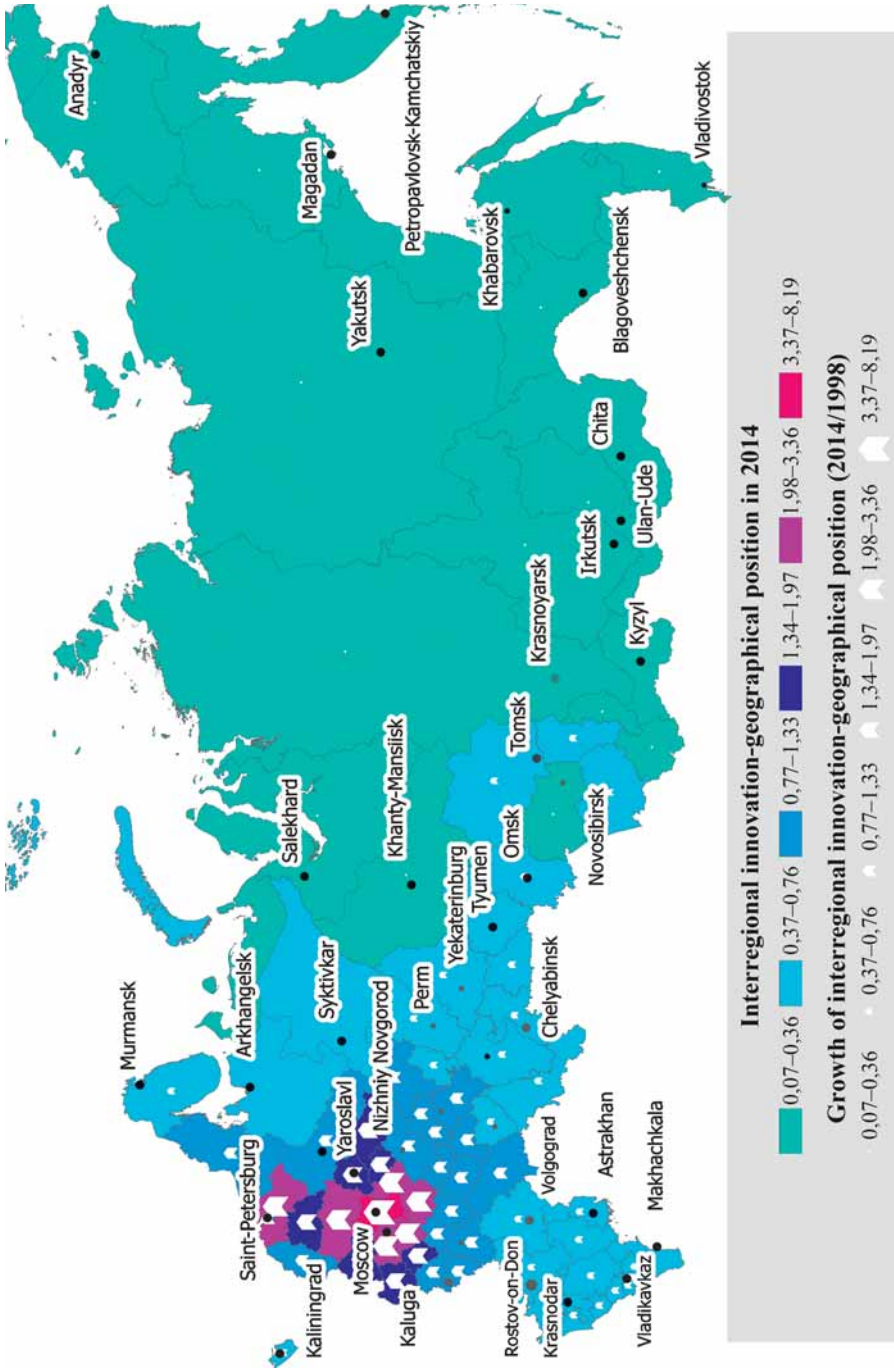 Anadyr
Magadan
Petropavlovsk-Kamchatskiy
Yakutsk
Khabarovsk
Vladivostok
Blagoveshchensk
Chita
Irkutsk
Ulan-Ude
Krasnoyarsk
Kyzyl
Tomsk
Novosibirsk
Omsk
Salekhard
Khanty-Mansiisk
Yekaterinburg
Tyumen
Chelyabinsk
Perm
Syktivkar
Arkhangelsk
Murmansk
Nizhniy Novgorod
Yaroslavl
Saint-Petersburg
Kaliningrad
Moscow
Kaluga
Volgograd
Astrakhan
Makhachkala
Rostov-on-Don
Krasnodar
Vladikavkaz
Interregional innovation-geographical position in 2014
0,07–0,36 0,37–0,76 0,77–1,33 1,34–1,97 1,98–3,36 3,37–8,19
Growth of interregional innovation-geographical position (2014/1998)
0,07–0,36 0,37–0,76 0,77–1,33 1,34–1,97 1,98–3,36 3,37–8,19